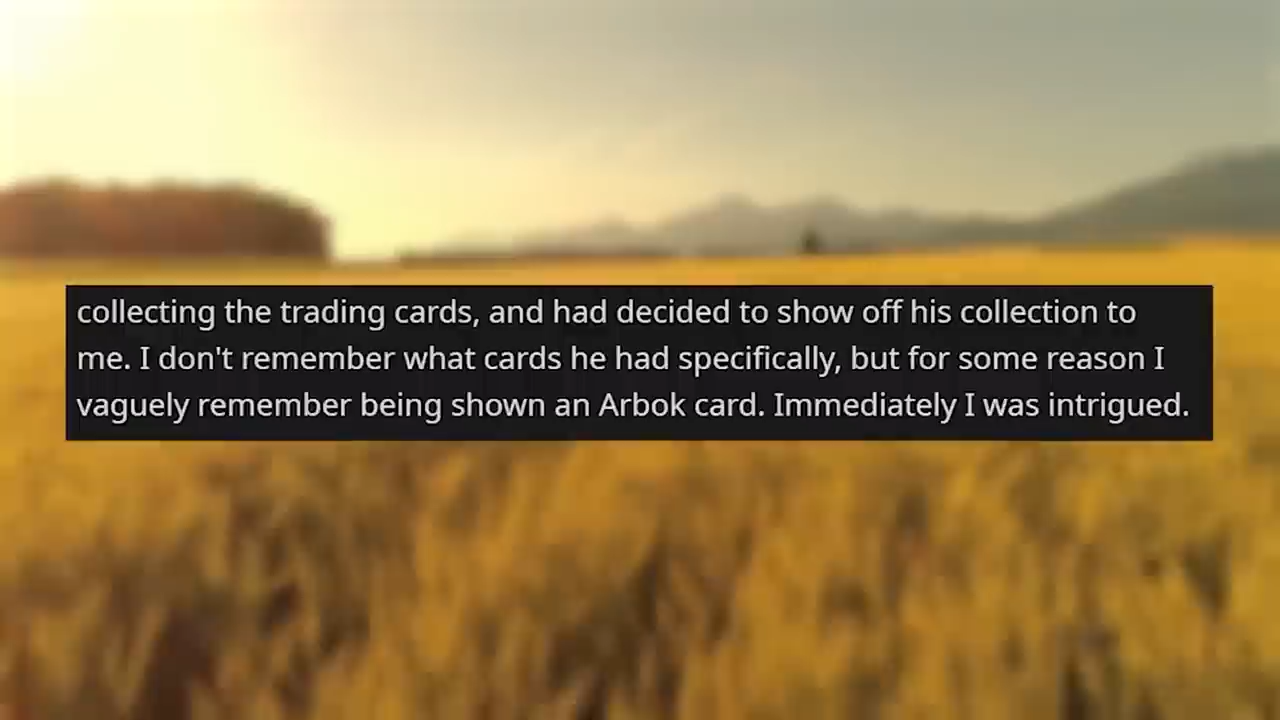 collecting the trading cards, and had decided to show off his collection to
me. I don't remember what cards he had specifically, but for some reason I
vaguely remember being shown an Arbok card. Immediately I was intrigued.